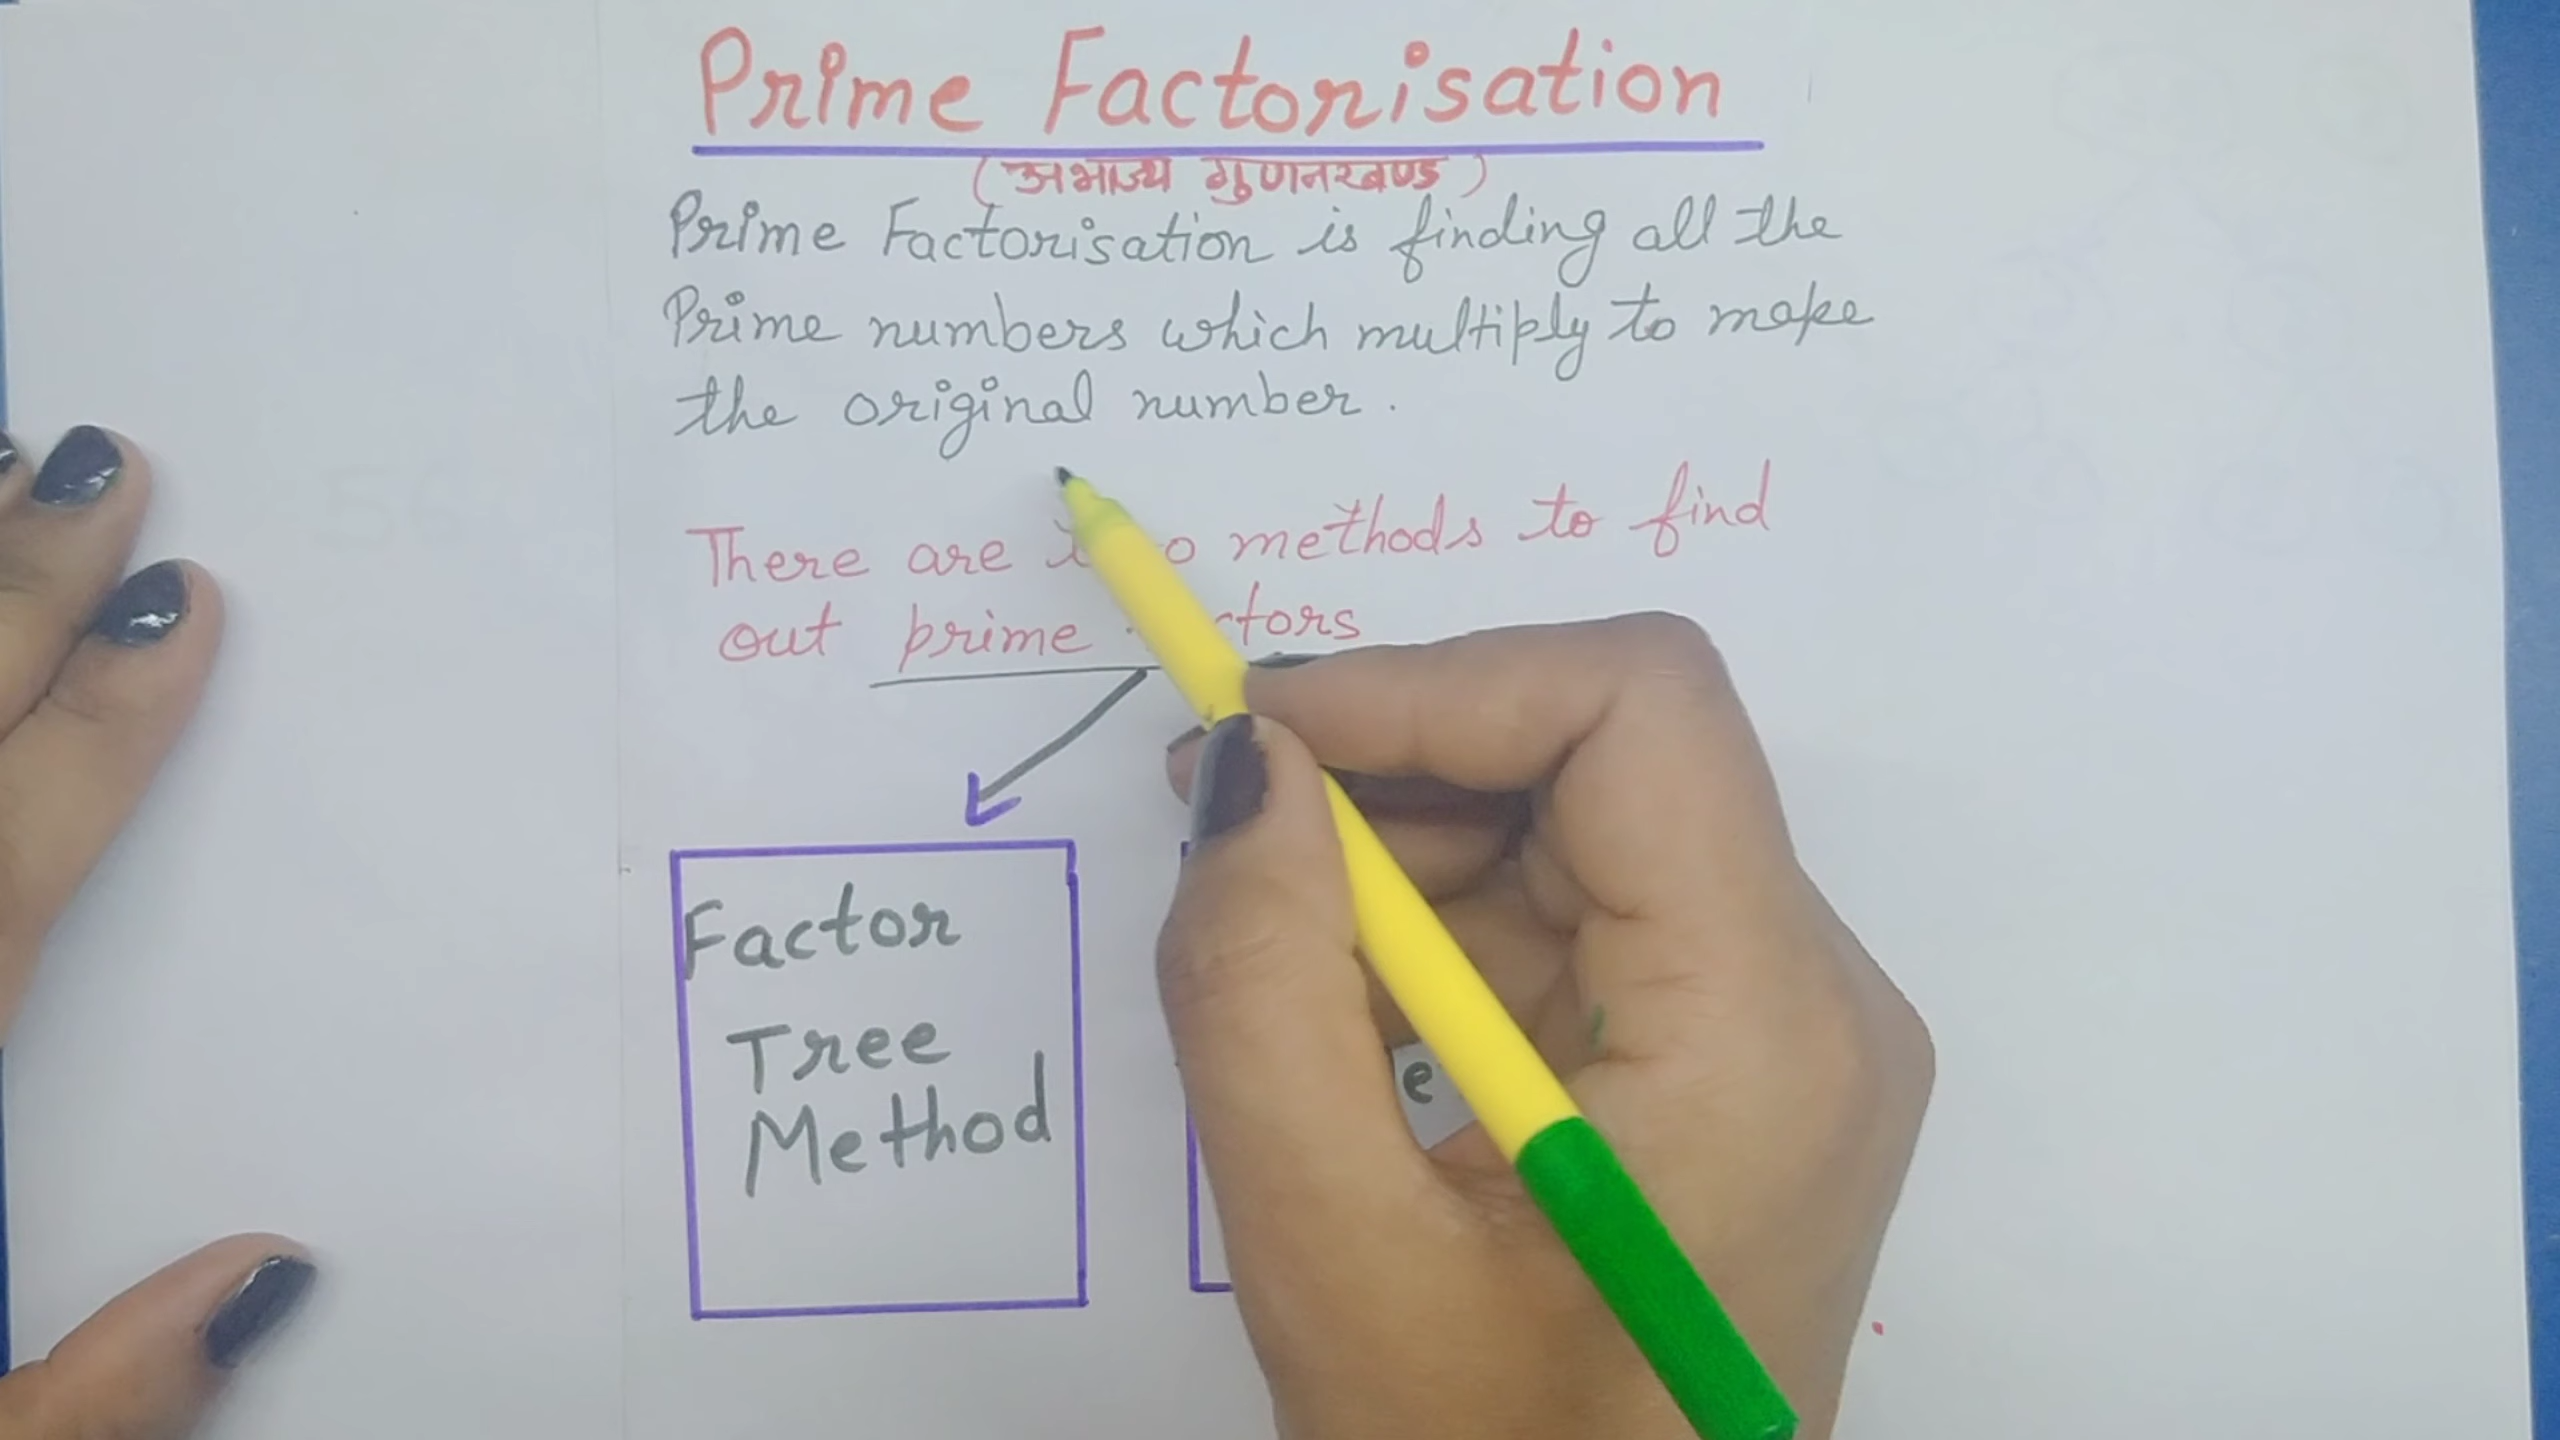 Prime Factorisation
(अभाज्य गुणनखण्ड)
Prime Factorisation is finding all the
Prime numbers which multiply to make
the original number.
There are methods to find
out prime
Factor
Tree
Method